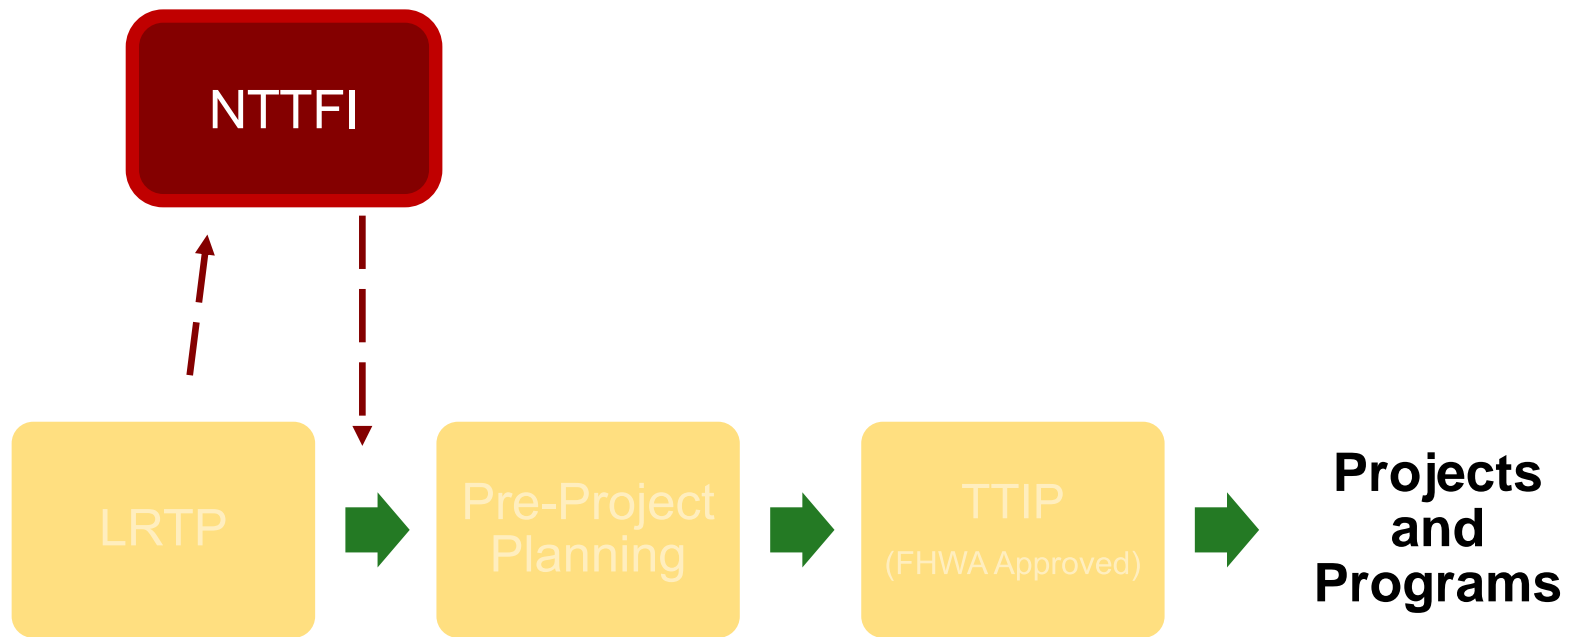 NTTFI
LRTP
Pre-Project
Planning
TTIP
(FHWA Approved)
Projects
and
Programs